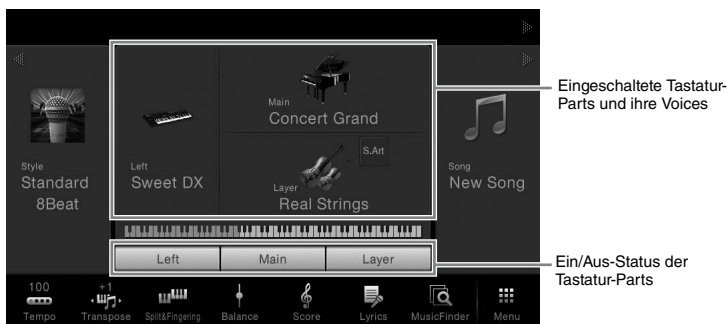 Style
Standard
8Beat
Left
Sweet DX
Main
Concert Grand
S.Art
Layer
Real Strings
Song
New Song
Left
Main
Layer
100
Tempo
+1
Transpose
Split&Fingering
Balance
Score
Lyrics
MusicFinder
Menu
Eingeschaltete Tastatur-
Parts und ihre Voices
Ein/Aus-Status der
Tastatur-Parts